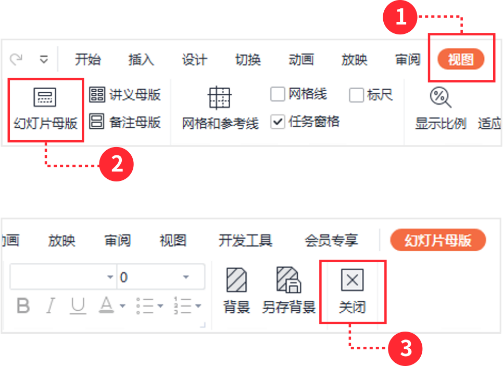 1
开始 插入 设计 切换 动画 放映 审阅 视图
讲义母版 网格线 标尺
幻灯片母版 备注母版 网格和参考线 任务窗格 显示比例 适应
2
动画 放映 审阅 视图 开发工具 会员专享 幻灯片母版
0
B I U A 背景 另存背景 关闭
3